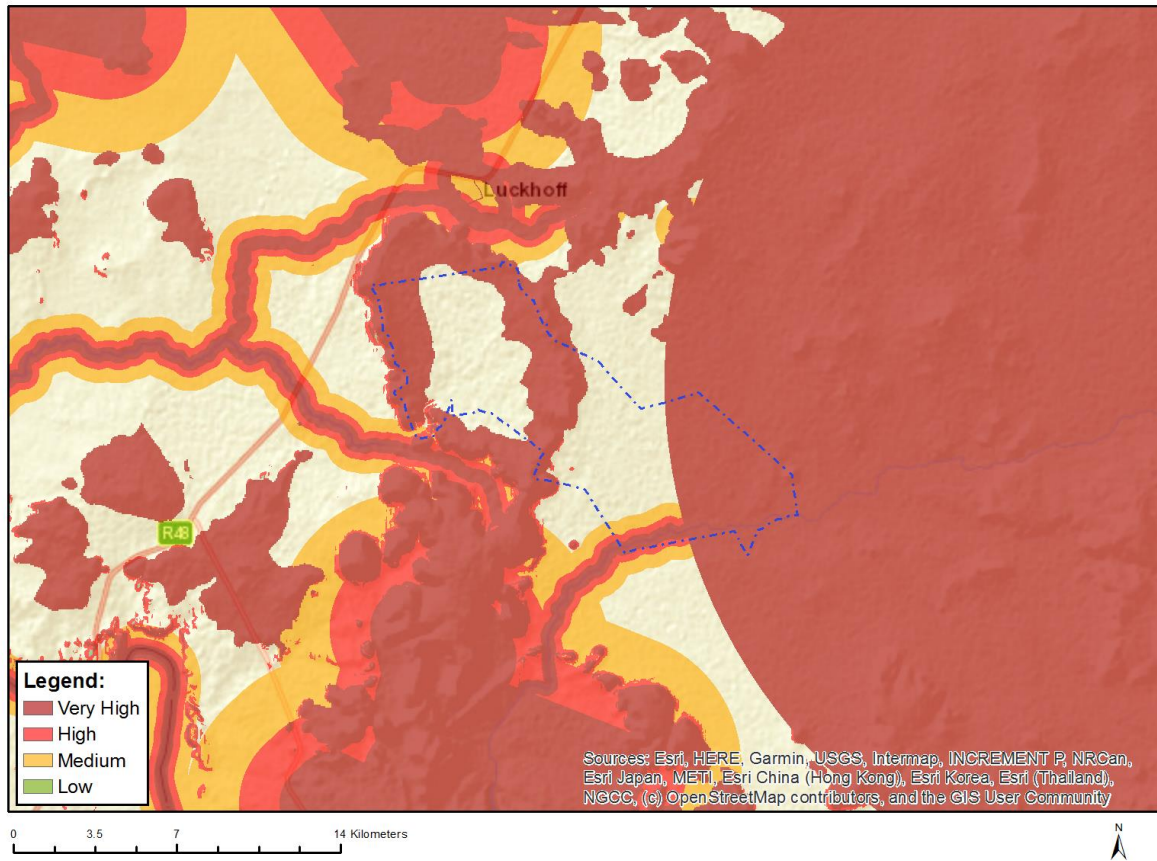 Luckhoff
R48
Legend:
Very High
High
Medium
Low
Sources: Esri, HERE, Garmin, USGS, Intermap, INCREMENT P, NRCan,
Esri Japan, METI, Esri China (Hong Kong), Esri Korea, Esri (Thailand),
NGCC, (c) OpenStreetMap contributors, and the GIS User Community
0 3.5 7 14 Kilometers
N